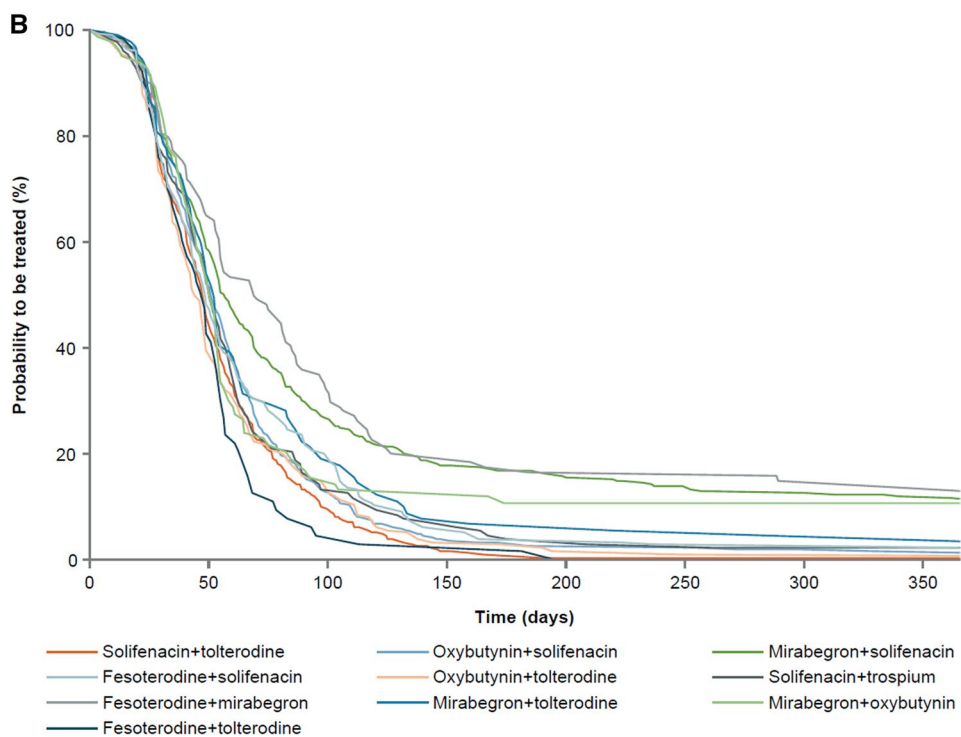 B
100
80
60
40
20
0
Probability to be treated (%)
0 50 100 150 200 250 300 350
Time (days)
Solifenacin+tolterodine Oxybutynin+solifenacin Mirabegron+solifenacin
Fesoterodine+solifenacin Oxybutynin+tolterodine Solifenacin+trospium
Fesoterodine+mirabegron Mirabegron+tolterodine Mirabegron+oxybutynin
Fesoterodine+tolterodine